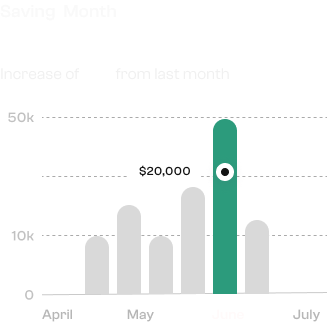 Saving Month
Increase of from last month
50k
$20,000
10k
0
April May June July